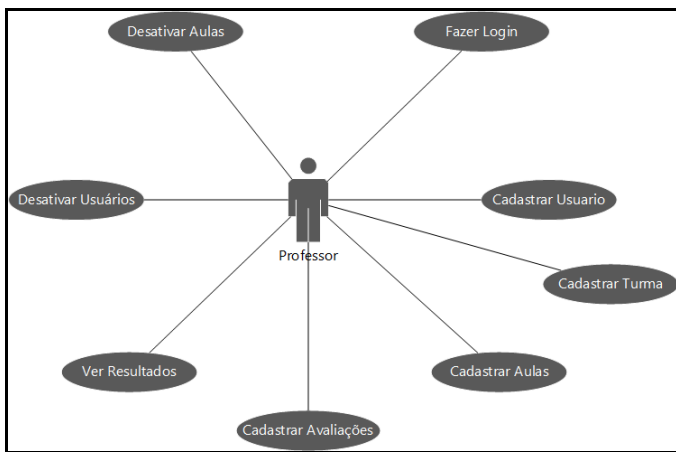 Desativar Aulas
Fazer Login
Desativar Usuários
Cadastrar Usuario
Professor
Cadastrar Turma
Ver Resultados
Cadastrar Aulas
Cadastrar Avaliações